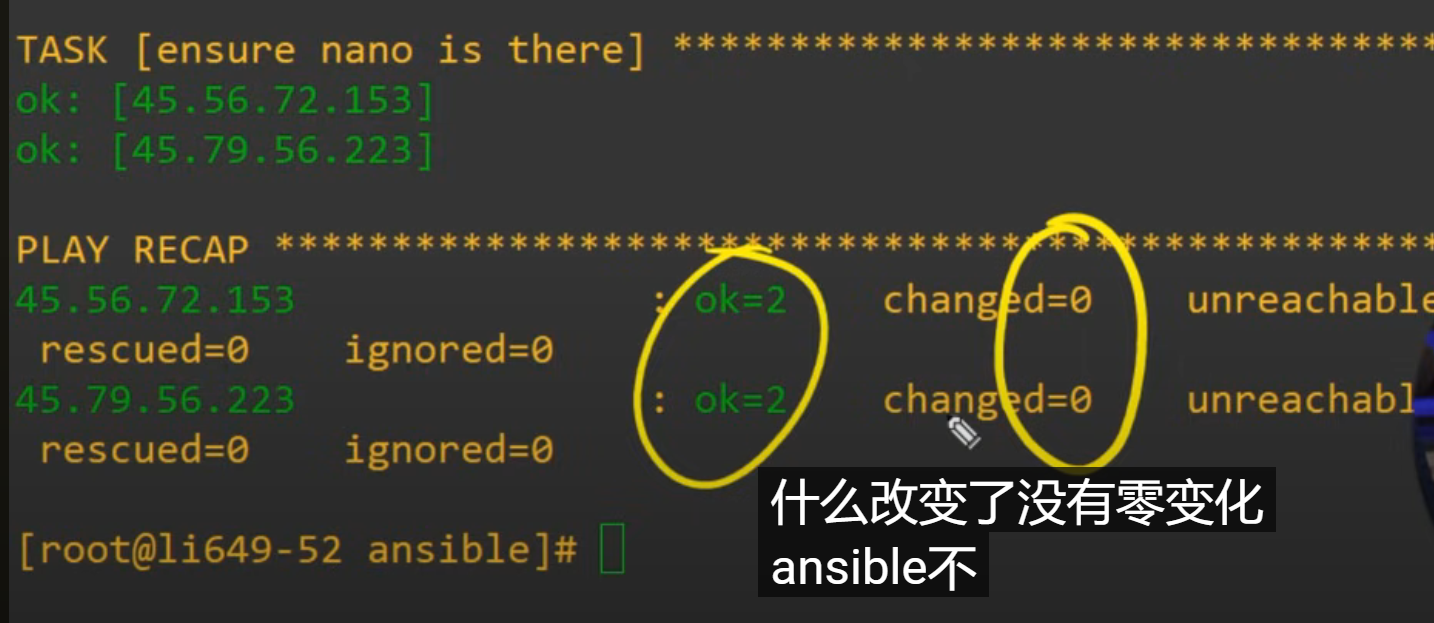 TASK [ensure nano is there] *********************************
ok: [45.56.72.153]
ok: [45.79.56.223]
PLAY RECAP **************************************************
45.56.72.153 : ok=2 changed=0 unreachable
rescued=0 ignored=0
45.79.56.223 : ok=2 changed=0 unreachabl
rescued=0 ignored=0
什么改变了没有零变化
[root@li649-52 ansible]#
ansible不